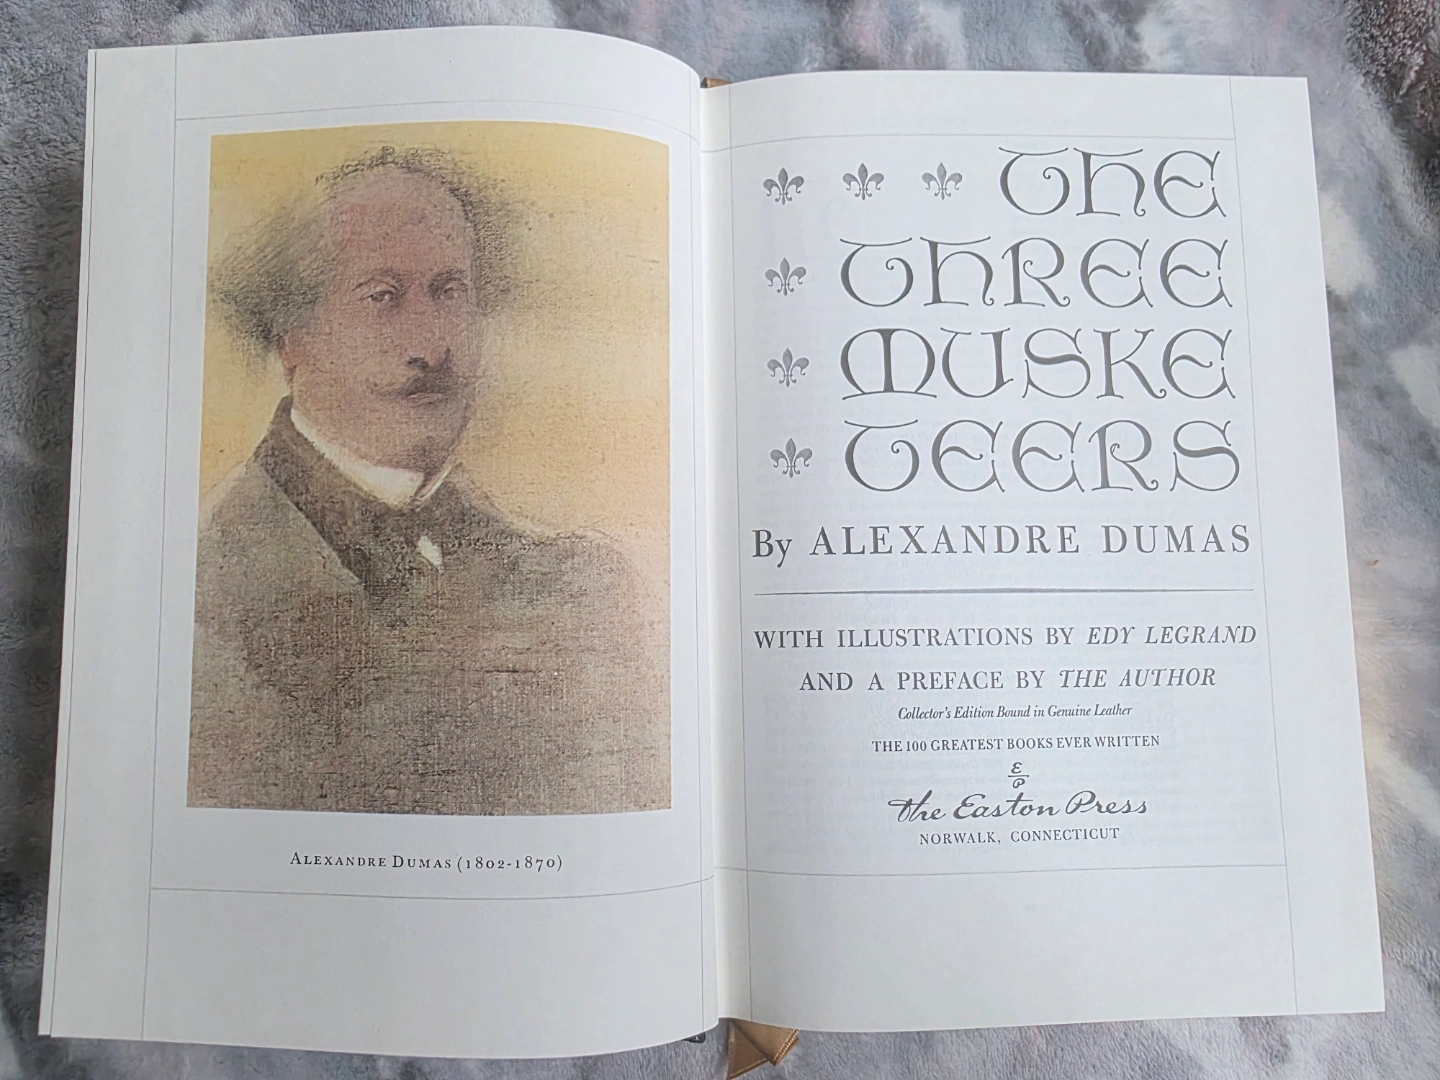 ALEXANDRE DUMAS (1802-1870)
THE
THREE
MUSKE
TEERS
By ALEXANDRE DUMAS
WITH ILLUSTRATIONS BY EDY LEGRAND
AND A PREFACE BY THE AUTHOR
Collector's Edition Bound in Genuine Leather
THE 100 GREATEST BOOKS EVER WRITTEN
E
P
The Easton Press
NORWALK, CONNECTICUT